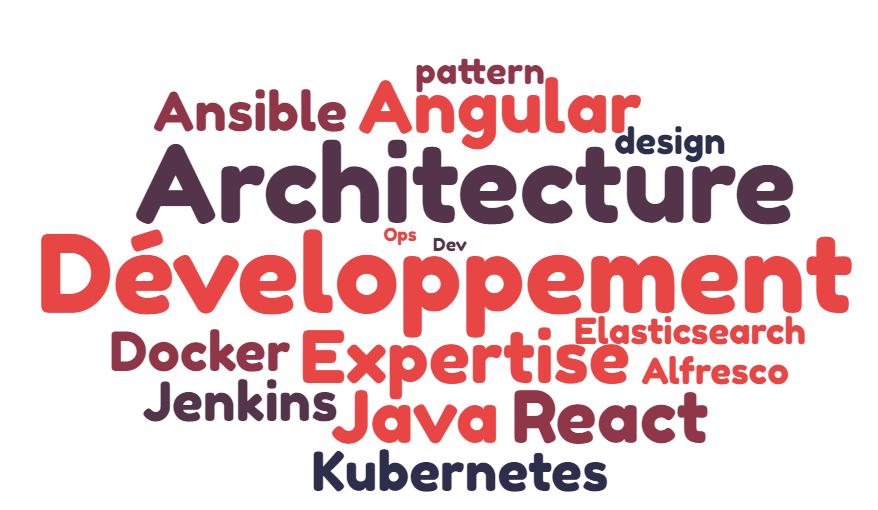 pattern
Ansible Angular
design
Architecture
Ops
Dev
Développement
Elasticsearch
Docker Expertise
Alfresco
Jenkins Java React
Kubernetes